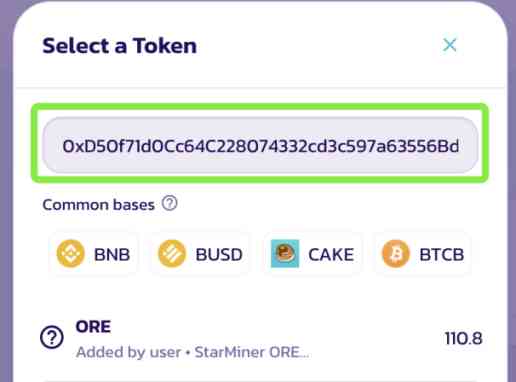 Select a Token
0xD50f71d0Cc64C228074332cd3c597a63556Bd
Common bases
BNB BUSD CAKE BTCB
ORE
110.8
Added by user • StarMiner ORE...